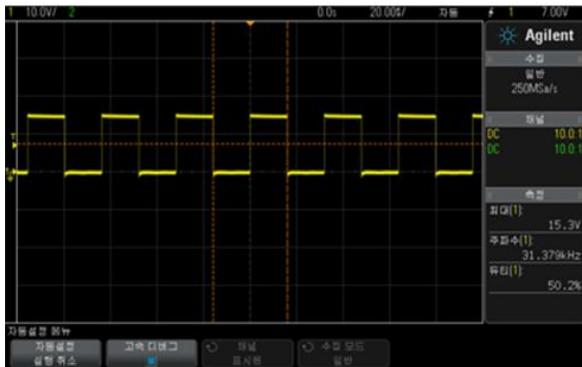 1 10.0V/ 2 0.0s 20.00%/ 자동 1 7.00V
Agilent
수집
일반
250MSa/s
채널
DC 10.0:1
DC 10.0:1
측정
최대(1):
15.3V
주파수(1):
31.379kHz
듀티(1):
50.2%
자동설정 메뉴
자동설정 고속 디버그 채널 수집 모드
실행 취소 표시된 일반